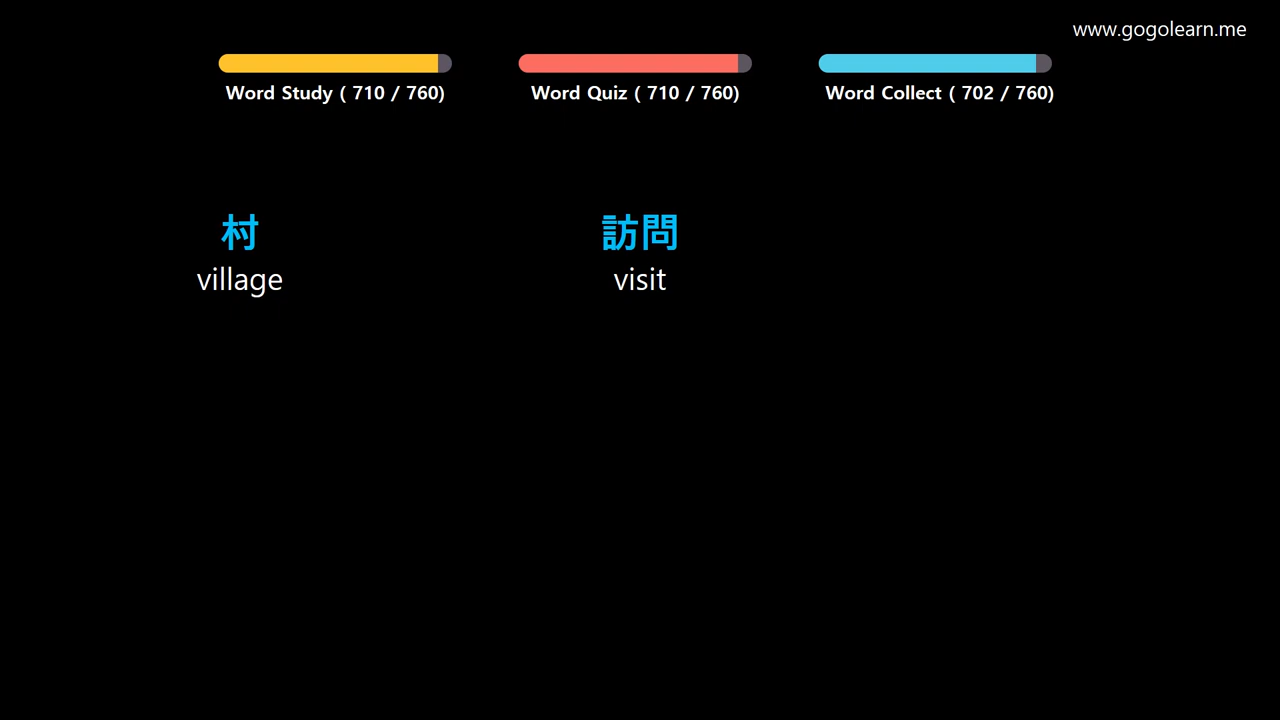 www.gogolearn.me
Word Study ( 710 / 760)
Word Quiz ( 710 / 760)
Word Collect ( 702 / 760)
村
village
訪問
visit